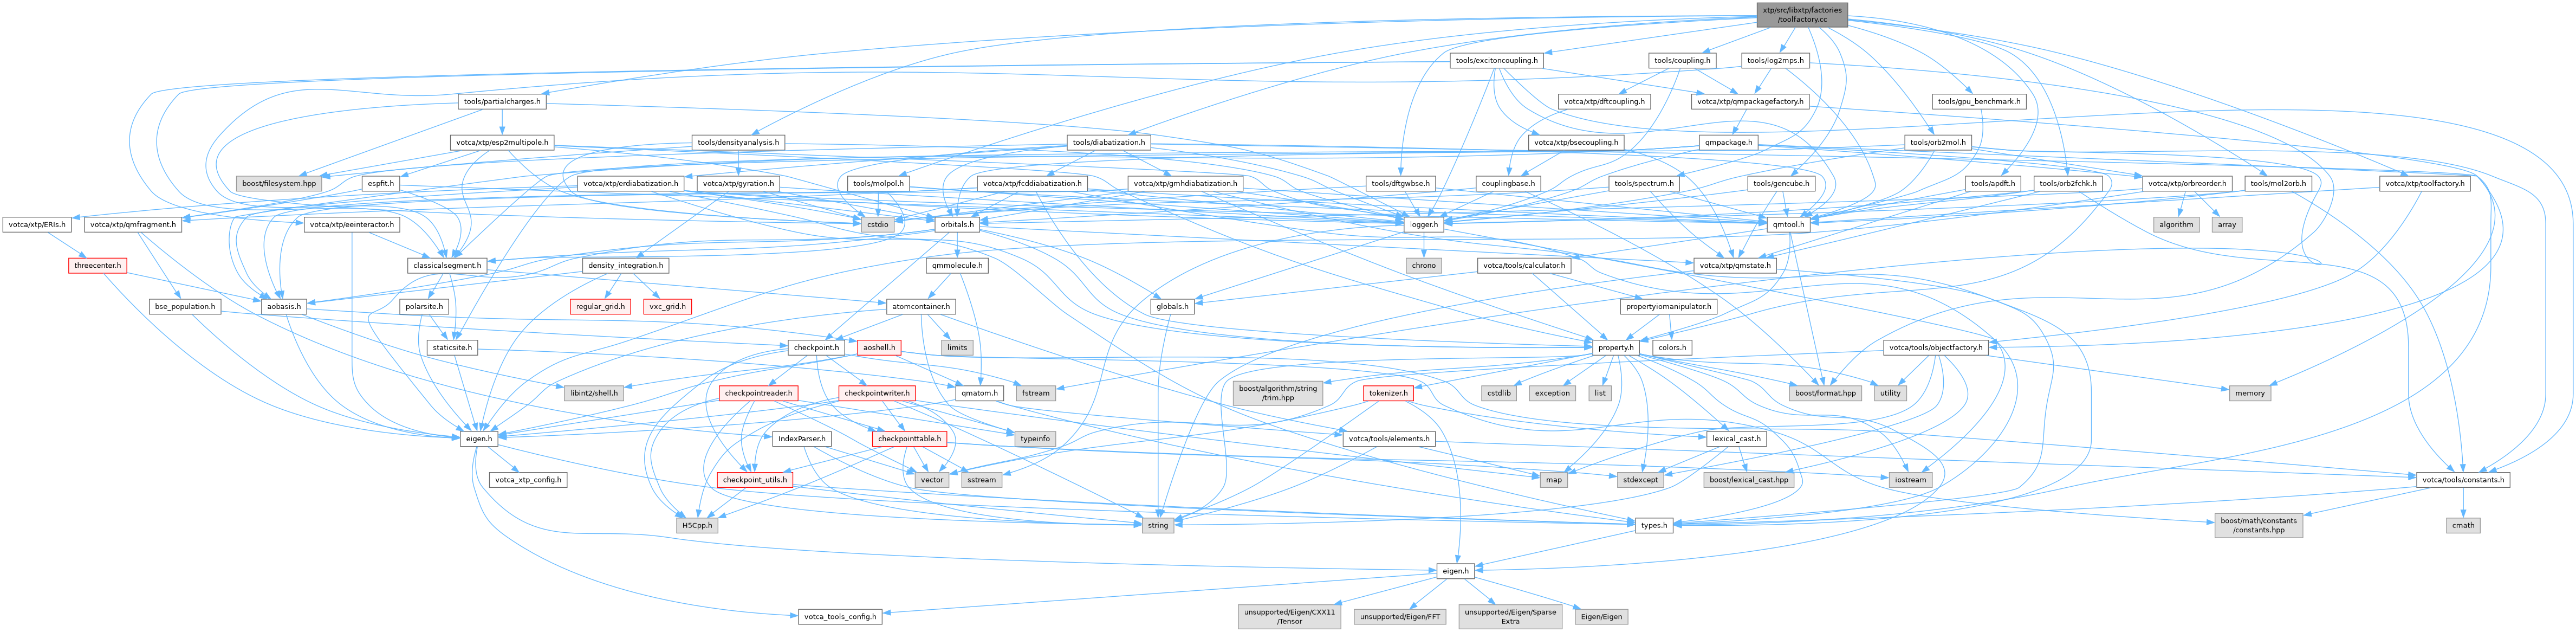 xtp/src/libxtp/factories
/toolfactory.cc
tools/excitoncoupling.h
tools/coupling.h
tools/log2mps.h
tools/partialcharges.h
votca/xtp/dftcoupling.h
votca/xtp/qmpackagefactory.h
tools/gpu_benchmark.h
votca/xtp/esp2multipole.h
tools/densityanalysis.h
tools/diabatization.h
votca/xtp/bsecoupling.h
qmpackage.h
tools/orb2mol.h
boost/filesystem.hpp
espfit.h
votca/xtp/erdiabatization.h
votca/xtp/gyration.h
tools/molpol.h
votca/xtp/fcddiabatization.h
votca/xtp/gmhdiabatization.h
tools/dftgwbse.h
couplingbase.h
tools/spectrum.h
tools/gencube.h
tools/apdft.h
tools/orb2fchk.h
votca/xtp/orbreorder.h
tools/mol2orb.h
votca/xtp/toolfactory.h
votca/xtp/ERIs.h
votca/xtp/qmfragment.h
votca/xtp/eeinteractor.h
cstdio
orbitals.h
logger.h
qmtool.h
algorithm
array
threecenter.h
classicalsegment.h
density_integration.h
qmmolecule.h
chrono
votca/tools/calculator.h
votca/xtp/qmstate.h
bse_population.h
aobasis.h
polarsite.h
regular_grid.h
vxc_grid.h
atomcontainer.h
globals.h
propertyiomanipulator.h
staticsite.h
checkpoint.h
aoshell.h
limits
property.h
colors.h
votca/tools/objectfactory.h
libint2/shell.h
checkpointreader.h
checkpointwriter.h
qmatom.h
fstream
boost/algorithm/string
/trim.hpp
tokenizer.h
cstdlib
exception
list
boost/format.hpp
utility
memory
eigen.h
IndexParser.h
checkpointtable.h
typeinfo
votca/tools/elements.h
lexical_cast.h
votca_xtp_config.h
checkpoint_utils.h
vector
sstream
map
stdexcept
boost/lexical_cast.hpp
iostream
votca/tools/constants.h
H5Cpp.h
string
types.h
boost/math/constants
/constants.hpp
cmath
eigen.h
votca_tools_config.h
unsupported/Eigen/CXX11
/Tensor
unsupported/Eigen/FFT
unsupported/Eigen/Sparse
Extra
Eigen/Eigen